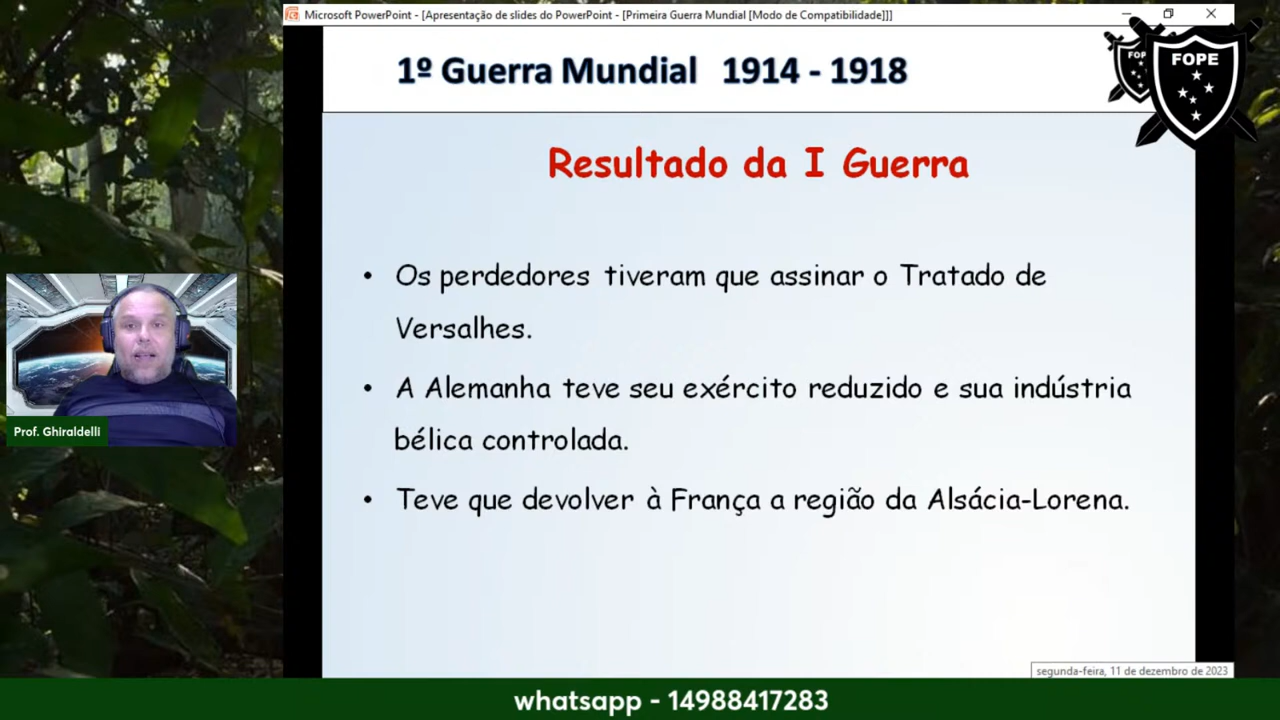 Microsoft PowerPoint - [Apresentação de slides do PowerPoint - [Primeira Guerra Mundial [Modo de Compatibilidade]]]
1º Guerra Mundial 1914 - 1918
FOP
FOPE
Resultado da I Guerra
• Os perdedores tiveram que assinar o Tratado de
Versalhes.
• A Alemanha teve seu exército reduzido e sua indústria
bélica controlada.
• Teve que devolver à França a região da Alsácia-Lorena.
Prof. Ghiraldelli
segunda-feira, 11 de dezembro de 2023
whatsapp - 14988417283